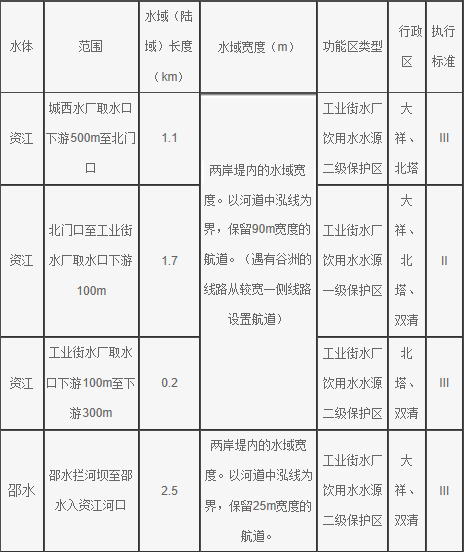 水体
范围
水域（陆
域）长度
（km）
水域宽度（m）
功能区类型
行政
区
执行
标准
资江
城西水厂取水口
下游500m至北门
口
1.1
两岸堤内的水域宽
度。以河道中泓线为
界，保留90m宽度的
航道。（遇有谷洲的
线路从较宽一侧线路
设置航道）
工业街水厂
饮用水水源
二级保护区
大
祥、
北塔
III
资江
北门口至工业街
水厂取水口下游
100m
1.7
工业街水厂
饮用水水源
一级保护区
大
祥、
北
塔、
双清
II
资江
工业街水厂取水
口下游100m至下
游300m
0.2
工业街水厂
饮用水水源
二级保护区
北
塔、
双清
III
邵水
邵水拦河坝至邵
水入资江河口
2.5
两岸堤内的水域宽
度。以河道中泓线为
界，保留25m宽度的
航道。
工业街水厂
饮用水水源
二级保护区
大
祥、
双清
III